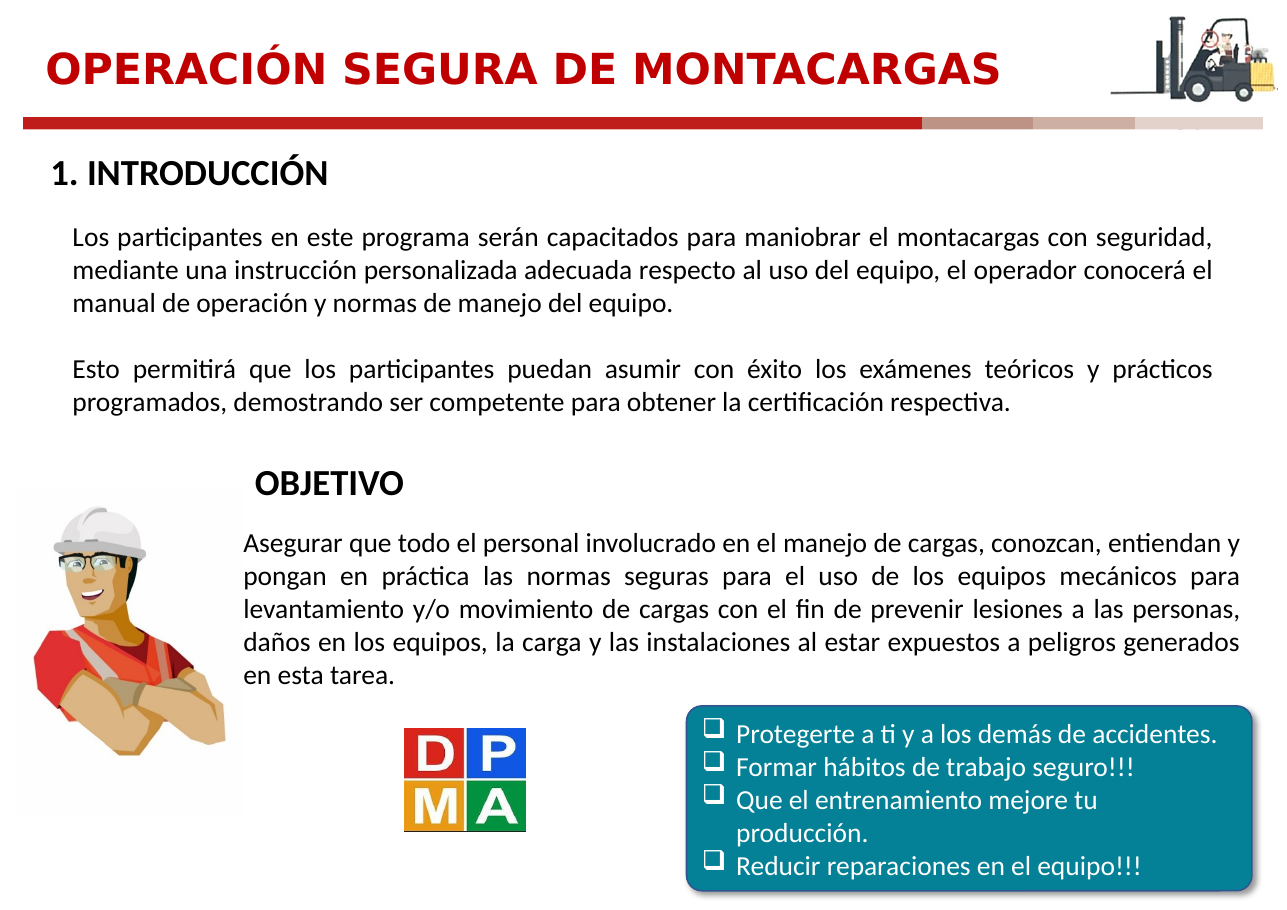 OPERACIÓN SEGURA DE MONTACARGAS
1. INTRODUCCIÓN
Los participantes en este programa serán capacitados para maniobrar el montacargas con seguridad,
mediante una instrucción personalizada adecuada respecto al uso del equipo, el operador conocerá el
manual de operación y normas de manejo del equipo.
Esto permitirá que los participantes puedan asumir con éxito los exámenes teóricos y prácticos
programados, demostrando ser competente para obtener la certificación respectiva.
OBJETIVO
Asegurar que todo el personal involucrado en el manejo de cargas, conozcan, entiendan y
pongan en práctica las normas seguras para el uso de los equipos mecánicos para
levantamiento y/o movimiento de cargas con el fin de prevenir lesiones a las personas,
daños en los equipos, la carga y las instalaciones al estar expuestos a peligros generados
en esta tarea.
D P
M A
❑ Protegerte a ti y a los demás de accidentes.
❑ Formar hábitos de trabajo seguro!!!
❑ Que el entrenamiento mejore tu
producción.
❑ Reducir reparaciones en el equipo!!!